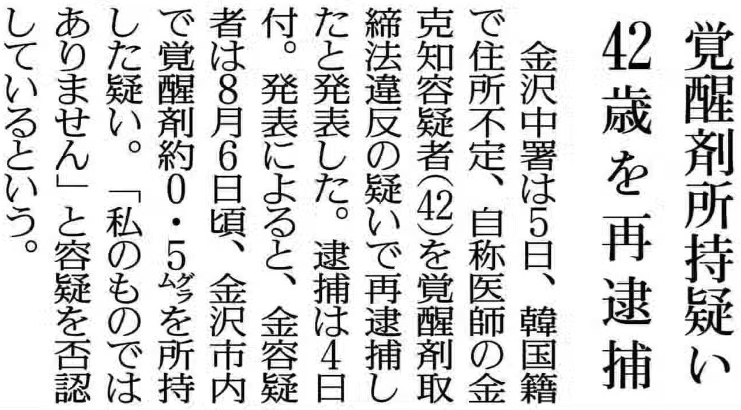 覚醒剤所持疑い
42歳を再逮捕
金沢中署は5日、韓国籍
で住所不定、自称医師の金
克知容疑者(42)を覚醒剤取
締法違反の疑いで再逮捕し
たと発表した。逮捕は4日
付。発表によると、金容疑
者は8月6日頃、金沢市内
で覚醒剤約0・5グラムを所持
した疑い。「私のものでは
ありません」と容疑を否認
しているという。